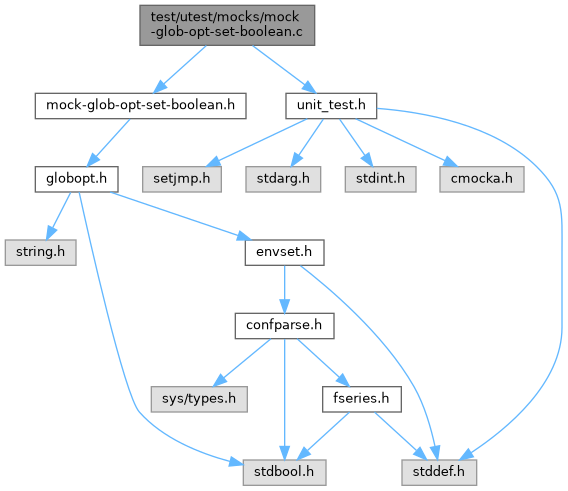 test/utest/mocks/mock
-glob-opt-set-boolean.c
mock-glob-opt-set-boolean.h
unit_test.h
globopt.h
setjmp.h
stdarg.h
stdint.h
cmocka.h
string.h
envset.h
confparse.h
sys/types.h
fseries.h
stdbool.h
stddef.h